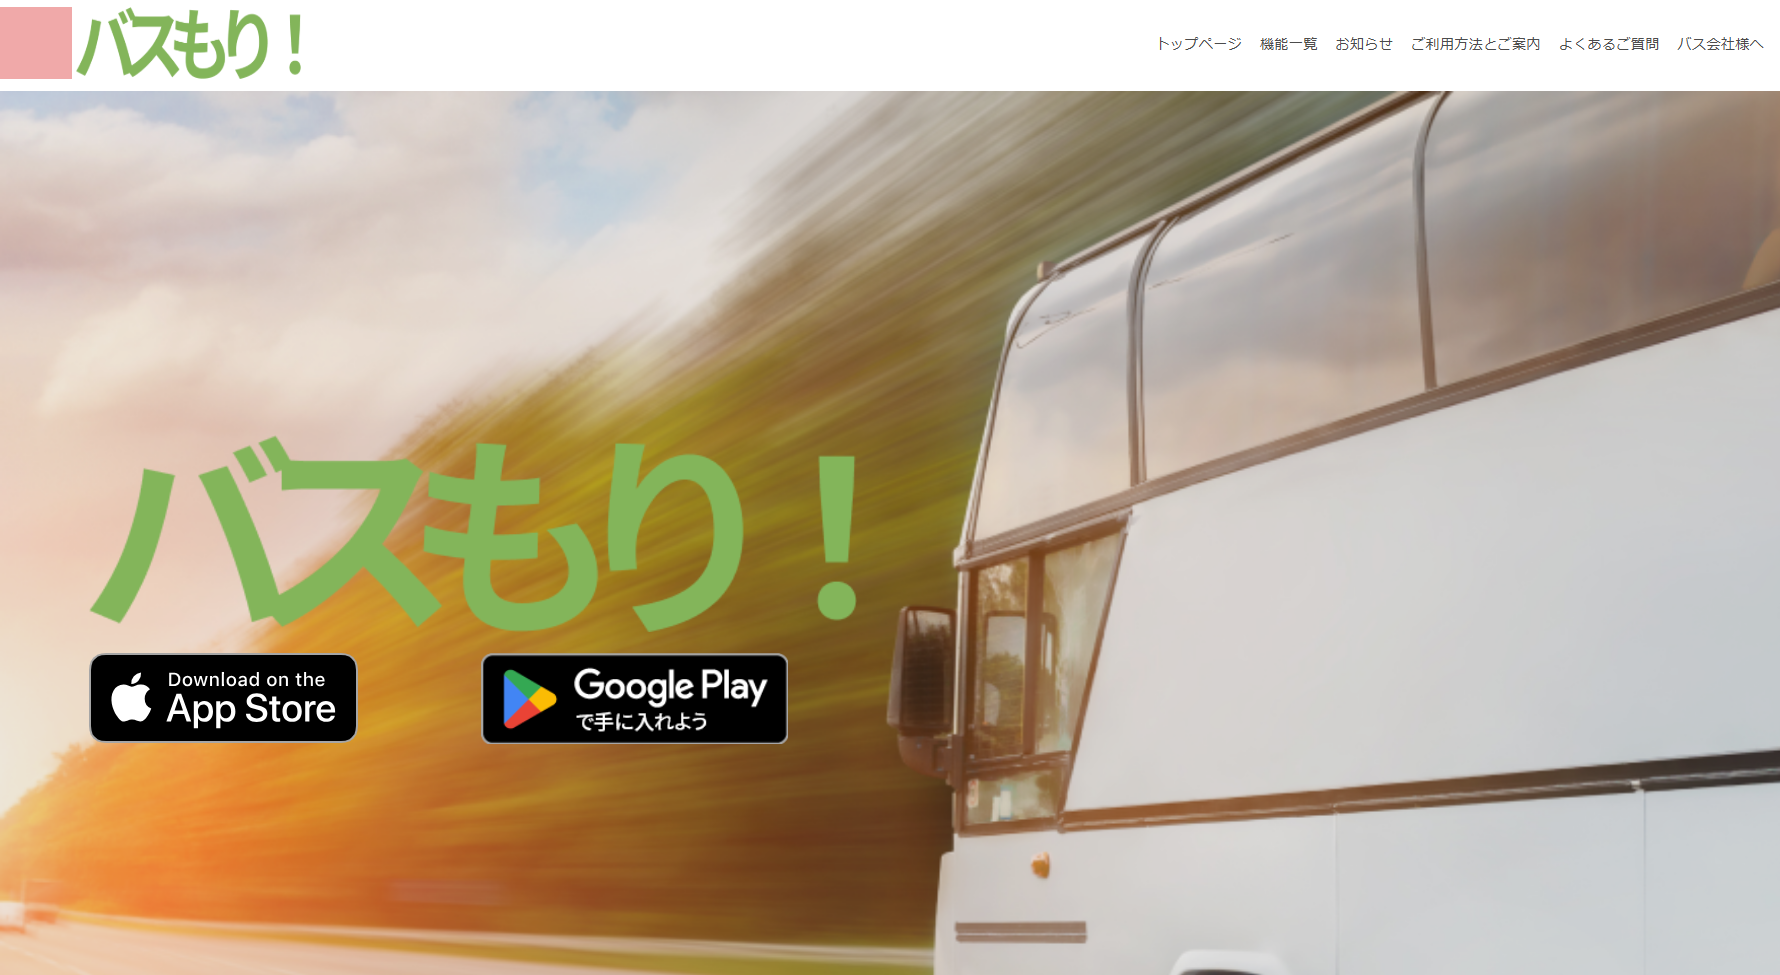 バスもり！
トップページ 機能一覧 お知らせ ご利用方法とご案内 よくあるご質問 バス会社様へ
バスもり！
Download on the
App Store
Google Play
で手に入れよう